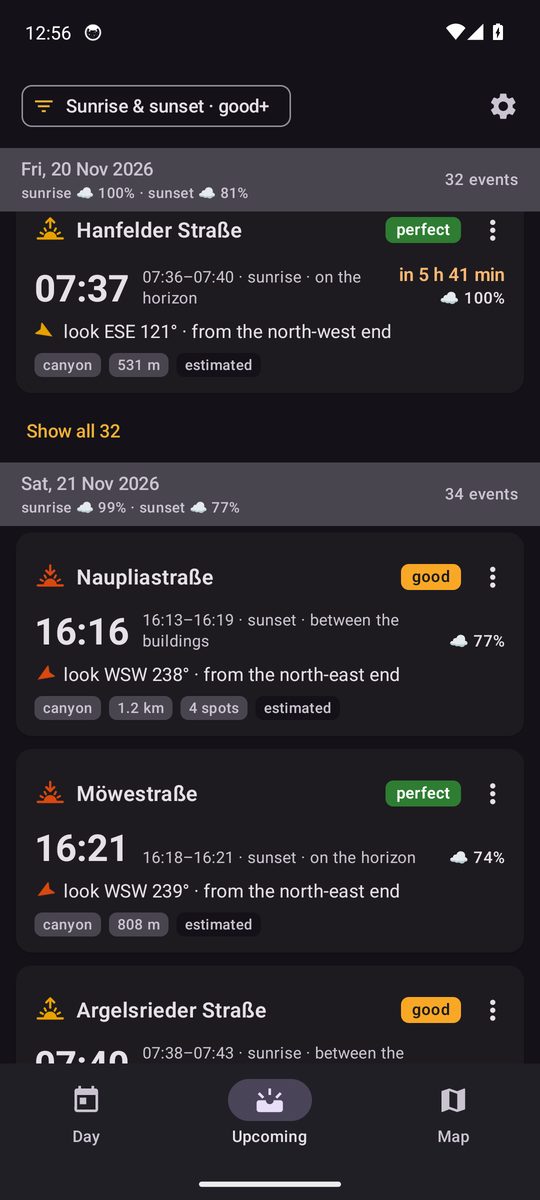 12:56
Sunrise & sunset · good+
Fri, 20 Nov 2026
sunrise ☁️ 100% · sunset ☁️ 81%
32 events
Hanfelder Straße
perfect
07:37
07:36–07:40 · sunrise · on the
horizon
in 5 h 41 min
☁️ 100%
look ESE 121° · from the north-west end
canyon
531 m
estimated
Show all 32
Sat, 21 Nov 2026
sunrise ☁️ 99% · sunset ☁️ 77%
34 events
Naupliastraße
good
16:16
16:13–16:19 · sunset · between the
buildings
☁️ 77%
look WSW 238° · from the north-east end
canyon
1.2 km
4 spots
estimated
Möwestraße
perfect
16:21
16:18–16:21 · sunset · on the horizon
☁️ 74%
look WSW 239° · from the north-east end
canyon
808 m
estimated
Argelsrieder Straße
good
07:40
07:38–07:43 · sunrise · between the
Day
Upcoming
Map